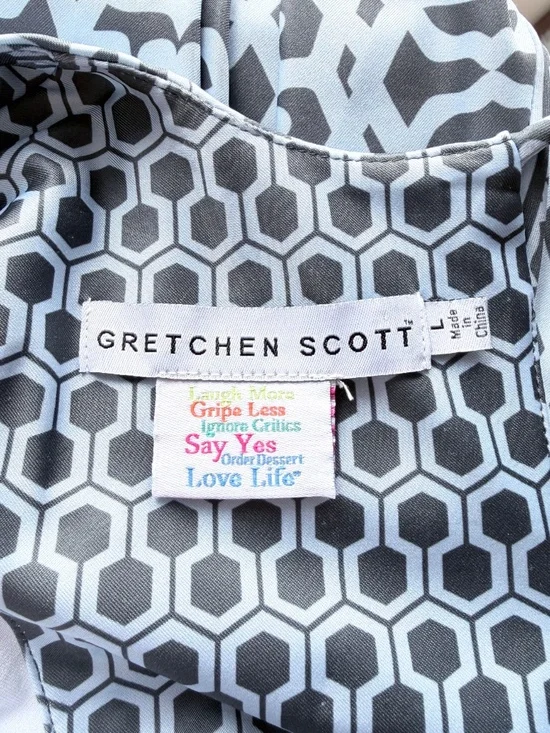 GRETCHEN SCOTT
L
Made
in
China
Laugh More
Gripe Less
Ignore Critics
Say Yes
Order Dessert
Love Life